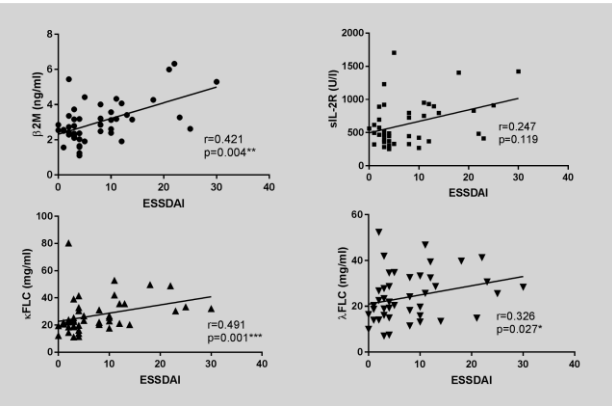 8
6
4
2
0
β2M (ng/ml)
r=0.421
p=0.004**
0 10 20 30 40
ESSDAI
2000
1500
1000
500
0
sIL-2R (U/l)
r=0.247
p=0.119
0 10 20 30 40
ESSDAI
100
80
60
40
20
0
κFLC (mg/ml)
r=0.491
p=0.001***
0 10 20 30 40
ESSDAI
60
40
20
0
λFLC (mg/ml)
r=0.326
p=0.027*
0 10 20 30 40
ESSDAI